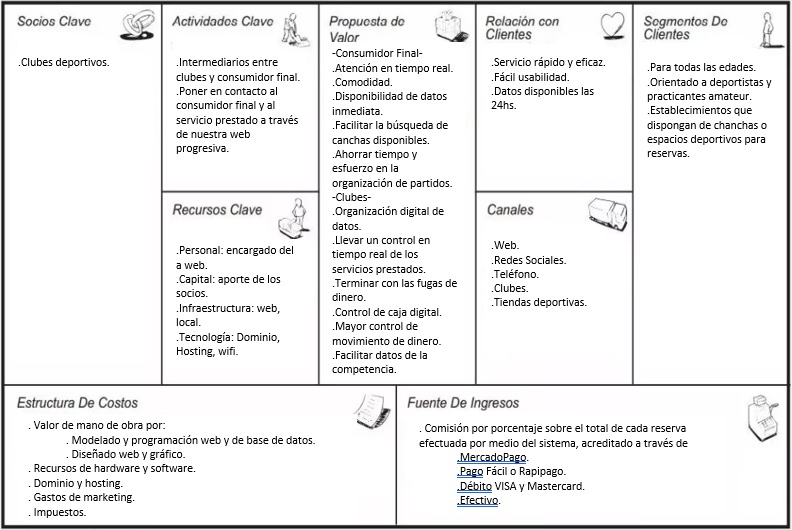 Socios Clave
.Clubes deportivos.
Actividades Clave
.Intermediarios entre
clubes y consumidor final.
.Poner en contacto al
consumidor final y al
servicio prestado a través
de nuestra web
progresiva.
Recursos Clave
.Personal: encargado del
a web.
.Capital: aporte de los
socios.
.Infraestructura: web,
local.
.Tecnología: Dominio,
Hosting, wifi.
Propuesta de
Valor
-Consumidor Final-
.Atención en tiempo real.
.Comodidad.
.Disponibilidad de datos
inmediata.
.Facilitar la búsqueda de
canchas disponibles.
.Ahorrar tiempo y
esfuerzo en la
organización de partidos.
-Clubes-
.Organización digital de
datos.
.Llevar un control en
tiempo real de los
servicios prestados.
.Terminar con las fugas de
dinero.
.Control de caja digital.
.Mayor control de
movimiento de dinero.
.Facilitar datos de la
competencia.
Relación con
Clientes
.Servicio rápido y eficaz.
.Fácil usabilidad.
.Datos disponibles las
24hs.
Canales
.Web.
.Redes Sociales.
.Teléfono.
.Clubes.
.Tiendas deportivas.
Segmentos De
Clientes
.Para todas las edades.
.Orientado a deportistas y
practicantes amateur.
.Establecimientos que
dispongan de chanchas o
espacios deportivos para
reservas.
Estructura De Costos
. Valor de mano de obra por:
. Modelado y programación web y de base de datos.
. Diseñado web y gráfico.
. Recursos de hardware y software.
. Dominio y hosting.
. Gastos de marketing.
. Impuestos.
Fuente De Ingresos
. Comisión por porcentaje sobre el total de cada reserva
efectuada por medio del sistema, acreditado a través de
.MercadoPago.
.Pago Fácil o Rapipago.
.Débito VISA y Mastercard.
.Efectivo.